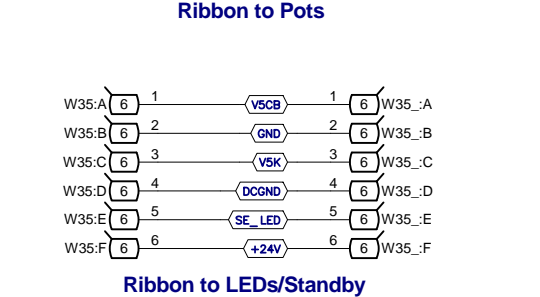 Ribbon to Pots
W35:A 6 1 V5CB 1 6 W35_:A
W35:B 6 2 GND 2 6 W35_:B
W35:C 6 3 V5K 3 6 W35_:C
W35:D 6 4 DCGND 4 6 W35_:D
W35:E 6 5 SE_LED 5 6 W35_:E
W35:F 6 6 +24V 6 6 W35_:F
Ribbon to LEDs/Standby